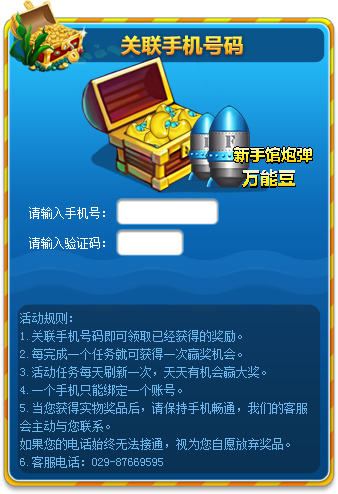 关联手机号码
新手馆炮弹
万能豆
请输入手机号：
请输入验证码：
活动规则：
1.关联手机号码即可领取已经获得的奖励。
2.每完成一个任务就可获得一次赢奖机会。
3.活动任务每天刷新一次，天天有机会赢大奖。
4.一个手机只能绑定一个账号。
5.当您获得实物奖品后，请保持手机畅通，我们的客服
会主动与您联系。
如果您的电话始终无法接通，视为您自愿放弃奖品。
6.客服电话：029-87669595